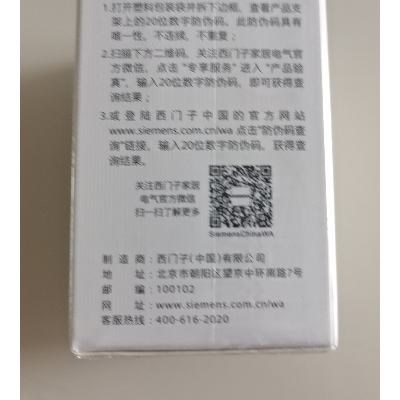 1.打开塑料包装袋并拆下边框，查看产品支
架上的20位数字防伪码。此防伪码具有
唯一性、不连续、不重复；
2.扫描下方二维码，关注西门子家居电气官
方微信，点击“专享服务”进入“产品验
真”，输入20位数字防伪码，即可获得查
询结果；
3.或登陆西门子中国的官方网站
www.siemens.com.cn/wa 点击“防伪码查
询”链接，输入20位数字防伪码，获得查
询结果。
关注西门子家居
电气官方微信
扫一扫了解更多
SiemensChinaWA
制造商：西门子(中国)有限公司
地址：北京市朝阳区望京中环南路7号
邮编：100102
网址：www.siemens.com.cn/wa
客服热线：400-616-2020